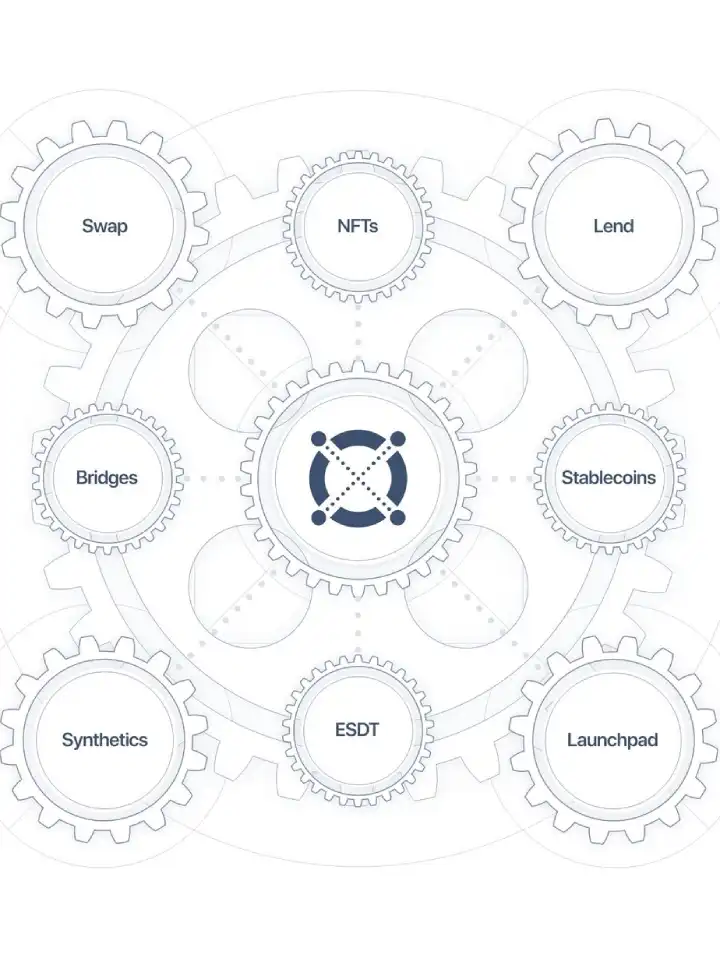 Swap
NFTs
Lend
Bridges
Stablecoins
Synthetics
ESDT
Launchpad